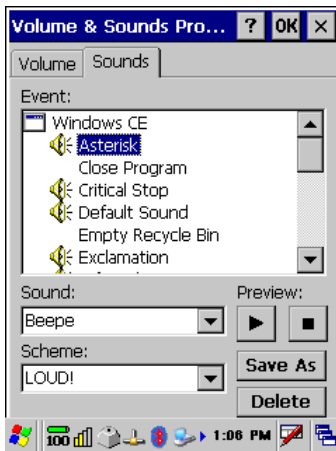 Volume & Sounds Pro... ? OK ×
Volume Sounds
Event:
Windows CE
Asterisk
Close Program
Critical Stop
Default Sound
Empty Recycle Bin
Exclamation
Sound: Preview:
Beepe
Scheme:
LOUD!
Save As
Delete
100 1:06 PM